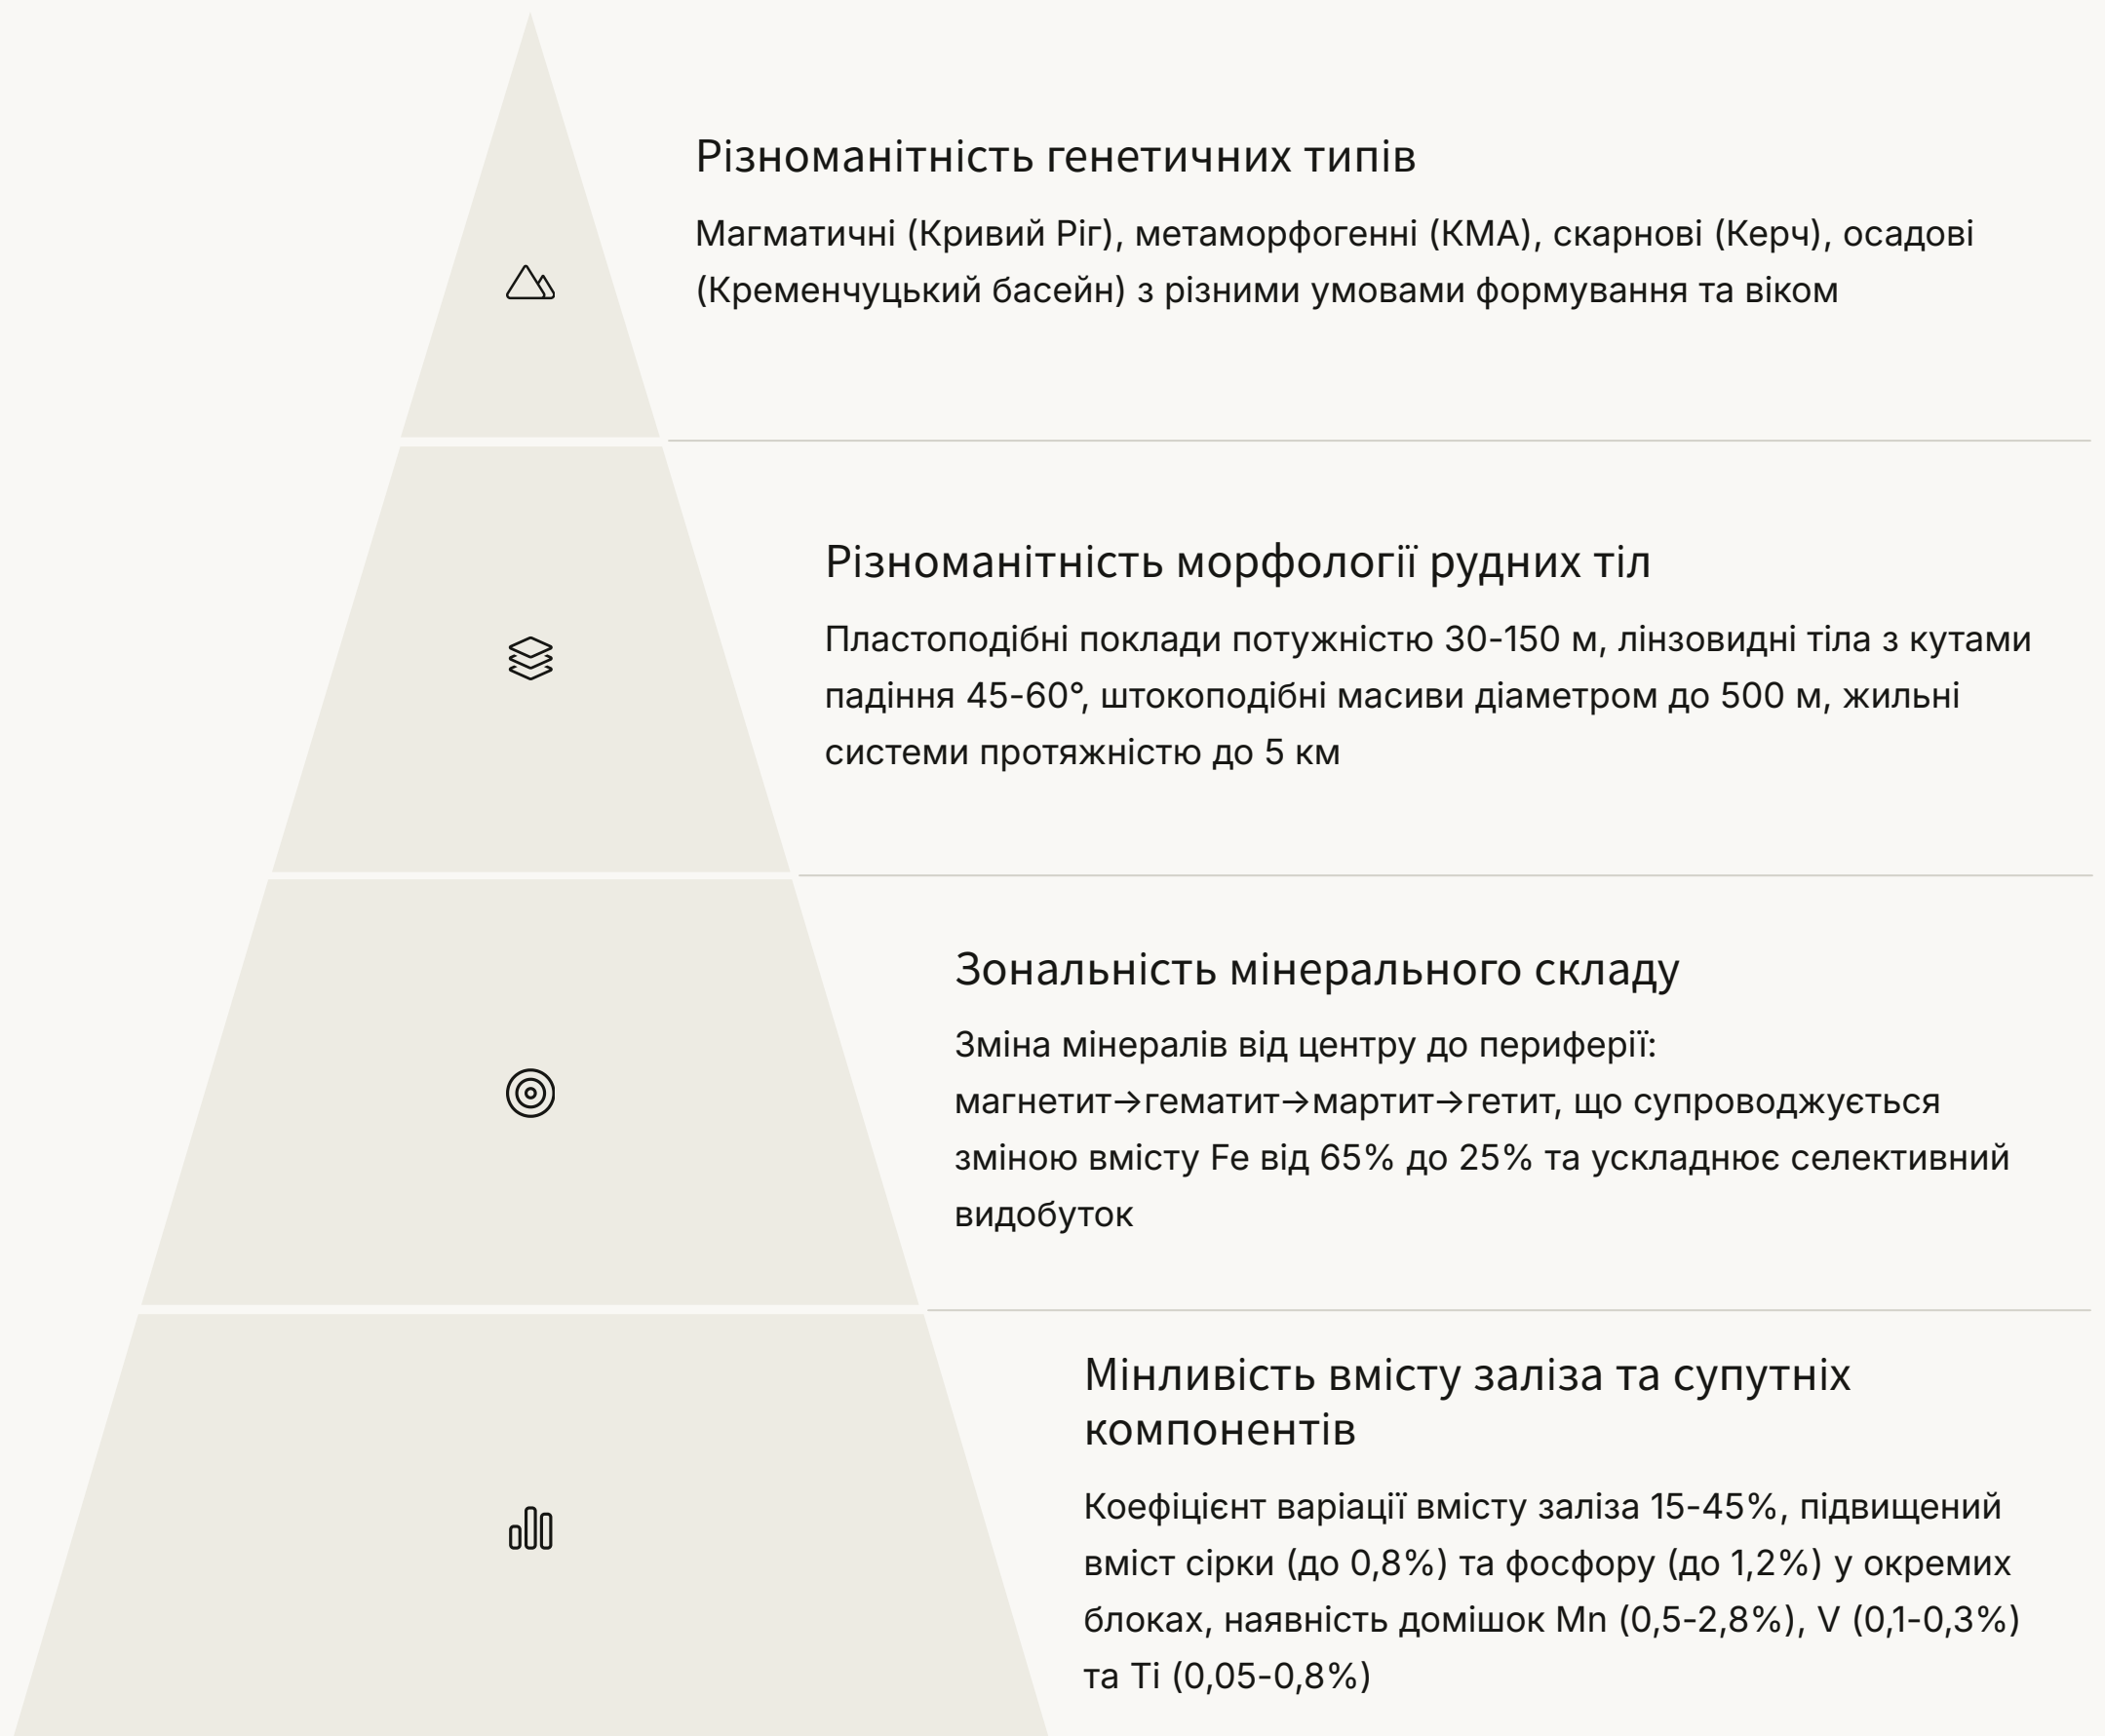 Різноманітність генетичних типів
Магматичні (Кривий Ріг), метаморфогенні (КМА), скарнові (Керч), осадові
(Кременчуцький басейн) з різними умовами формування та віком
Різноманітність морфології рудних тіл
Пластоподібні поклади потужністю 30-150 м, лінзовидні тіла з кутами
падіння 45-60°, штокоподібні масиви діаметром до 500 м, жильні
системи протяжністю до 5 км
Зональність мінерального складу
Зміна мінералів від центру до периферії:
магнетит→гематит→мартит→гетит, що супроводжується
зміною вмісту Fe від 65% до 25% та ускладнює селективний
видобуток
Мінливість вмісту заліза та супутніх
компонентів
Коефіцієнт варіації вмісту заліза 15-45%, підвищений
вміст сірки (до 0,8%) та фосфору (до 1,2%) у окремих
блоках, наявність домішок Mn (0,5-2,8%), V (0,1-0,3%)
та Ti (0,05-0,8%)